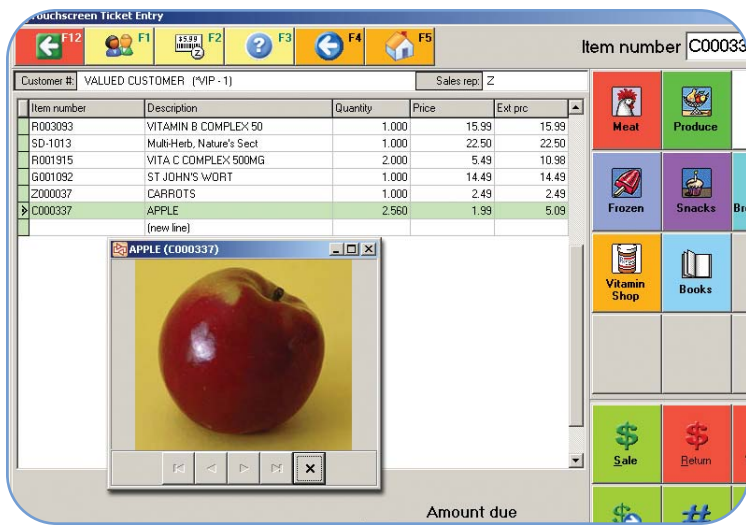 Touchscreen Ticket Entry
F12 F1 $5.99 F2 F3 F4 F5
Item number C00033
Customer #: VALUED CUSTOMER (*VIP - 1) Sales rep: Z
Item number Description Quantity Price Ext prc
R003093 VITAMIN B COMPLEX 50 1.000 15.99 15.99
SD-1013 Multi-Herb, Nature's Sect 1.000 22.50 22.50
R001915 VITA C COMPLEX 500MG 2.000 5.49 10.98
G001092 ST JOHN'S WORT 1.000 14.49 14.49
Z000037 CARROTS 1.000 2.49 2.49
C000337 APPLE 2.560 1.99 5.09
(new line)
APPLE (C000337)
Meat Produce
Frozen Snacks
Vitamin Shop Books
Sale Return
Amount due